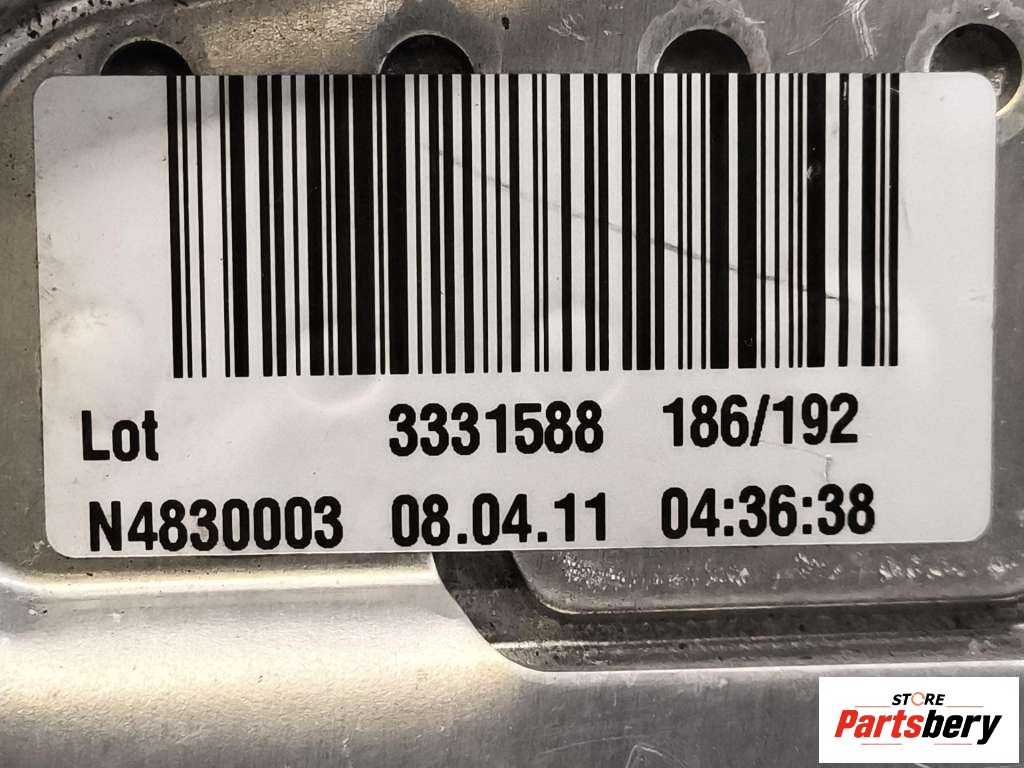 Lot 3331588 186/192
N4830003 08.04.11 04:36:38
STORE
Partsbery